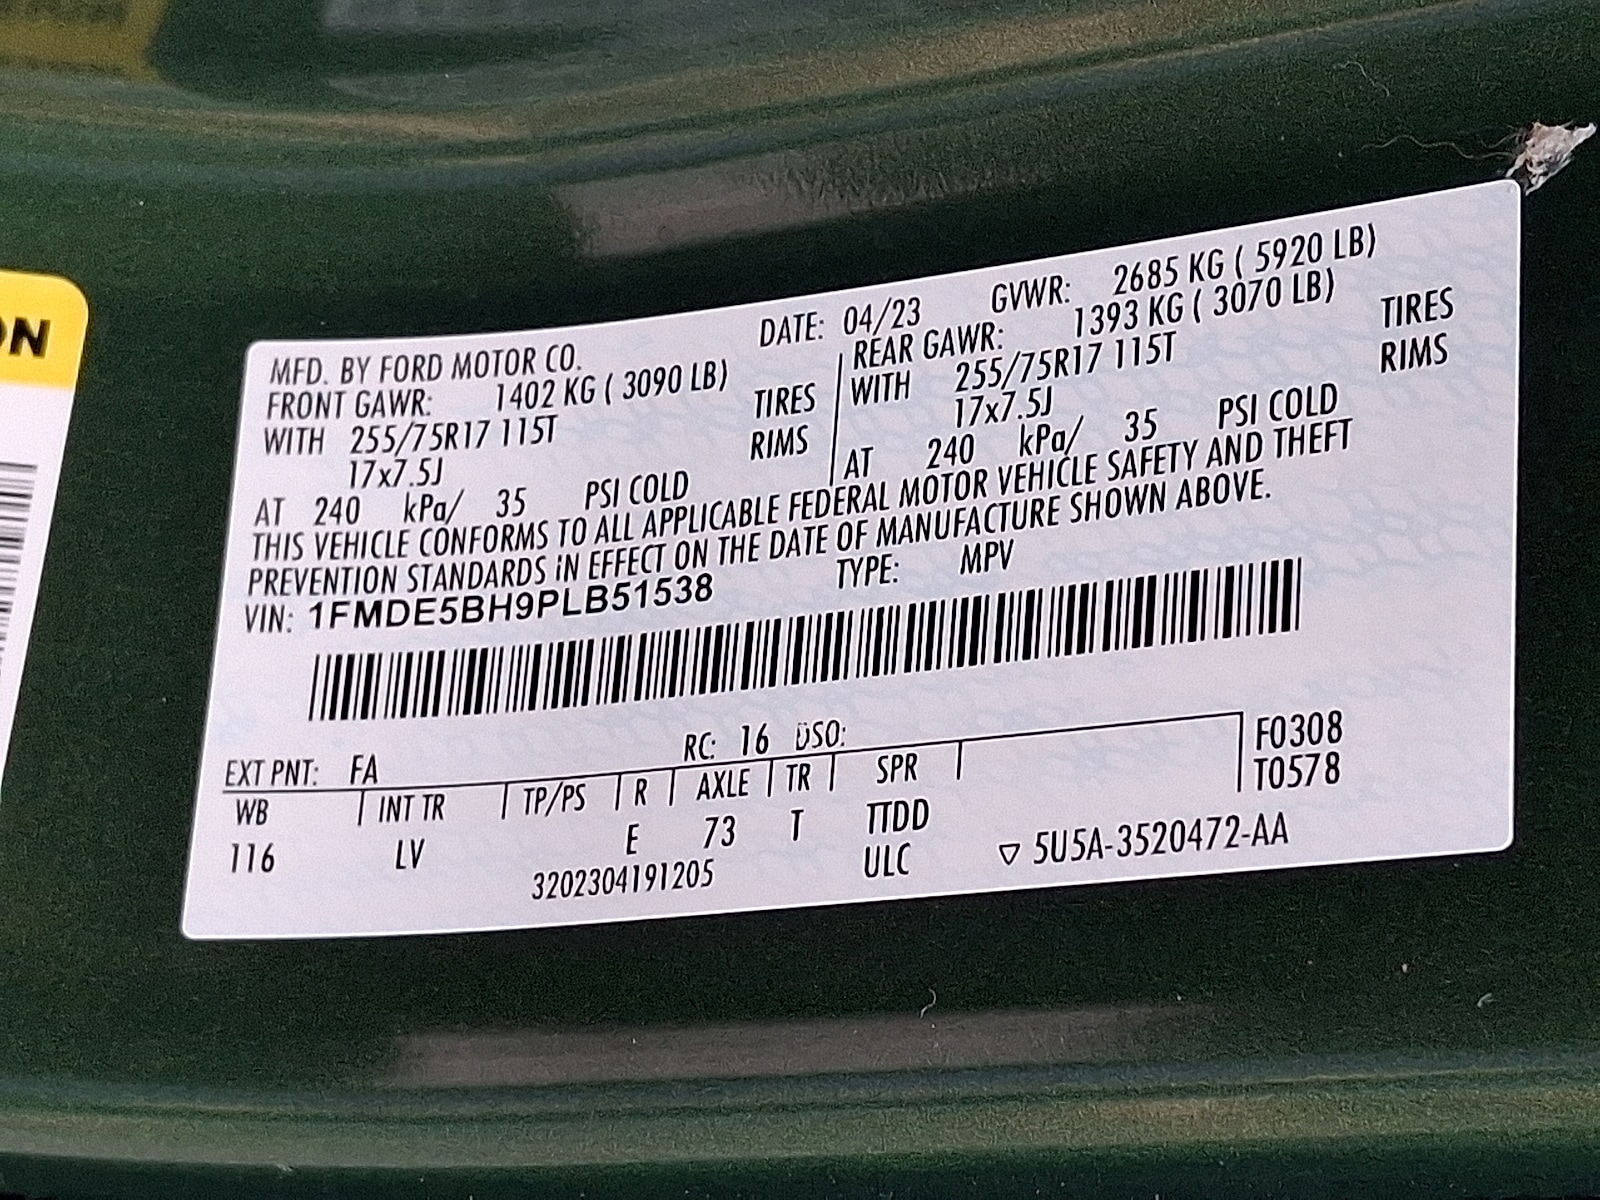 ON
MFD. BY FORD MOTOR CO.
DATE: 04/23 GVWR: 2685 KG ( 5920 LB)
FRONT GAWR: 1402 KG ( 3090 LB)
WITH 255/75R17 115T TIRES
17x7.5J RIMS
AT 240 kPa/ 35 PSI COLD
REAR GAWR: 1393 KG ( 3070 LB)
WITH 255/75R17 115T TIRES
17x7.5J RIMS
AT 240 kPa/ 35 PSI COLD
THIS VEHICLE CONFORMS TO ALL APPLICABLE FEDERAL MOTOR VEHICLE SAFETY AND THEFT
PREVENTION STANDARDS IN EFFECT ON THE DATE OF MANUFACTURE SHOWN ABOVE.
VIN: 1FMDE5BH9PLB51538 TYPE: MPV
EXT PNT: FA RC: 16 DSO:
WB INT TR TP/PS R AXLE TR SPR
116 LV E 73 T TTDD
3202304191205 ULC
F0308
T0578
▽ 5U5A-3520472-AA